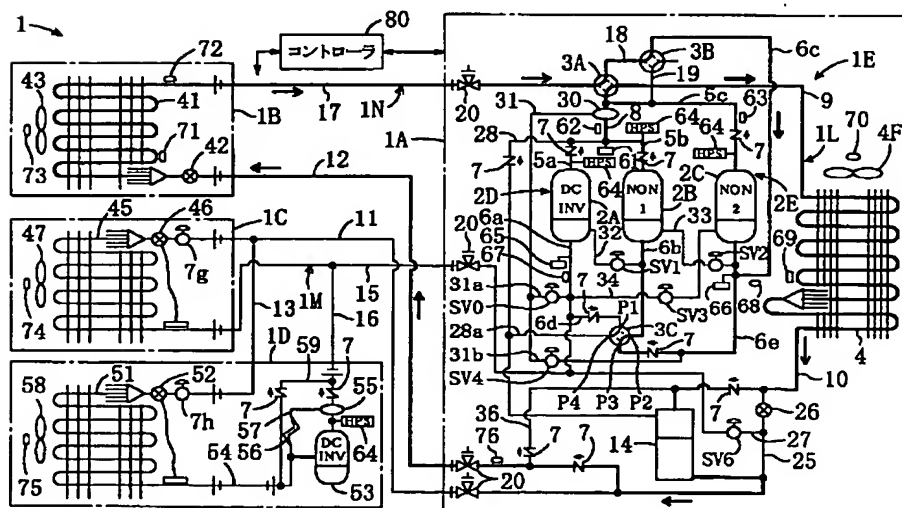 1
72
80
コントローラ
18
3A
3B
19
6c
1E
43
41
17
1N
1B
1A
20
31
30
62
8
64
HPS
5c
63
9
28
7
5b
64
HPS
7
70
1L
4F
73
71
42
12
5a
HPS
6i
64
7
2C
2D
DC
INV
NON
1
2B
NON
2
2E
45
46
1C
11
6a
2A
33
47
20
65
32
6b
SV2
69
7g
1M
15
67
SV1
31a
34
7
66
68
74
13
16
SV0
P1
SV3
6d
3C
7
6e
4
1D
59
7
28a
31b
10
58
51
52
55
SV4
P4
P3
P2
7
26
7h
7
57
HPS
56
64
36
14
27
SV6
25
DC
INV
76
7
7
75
54
53
20